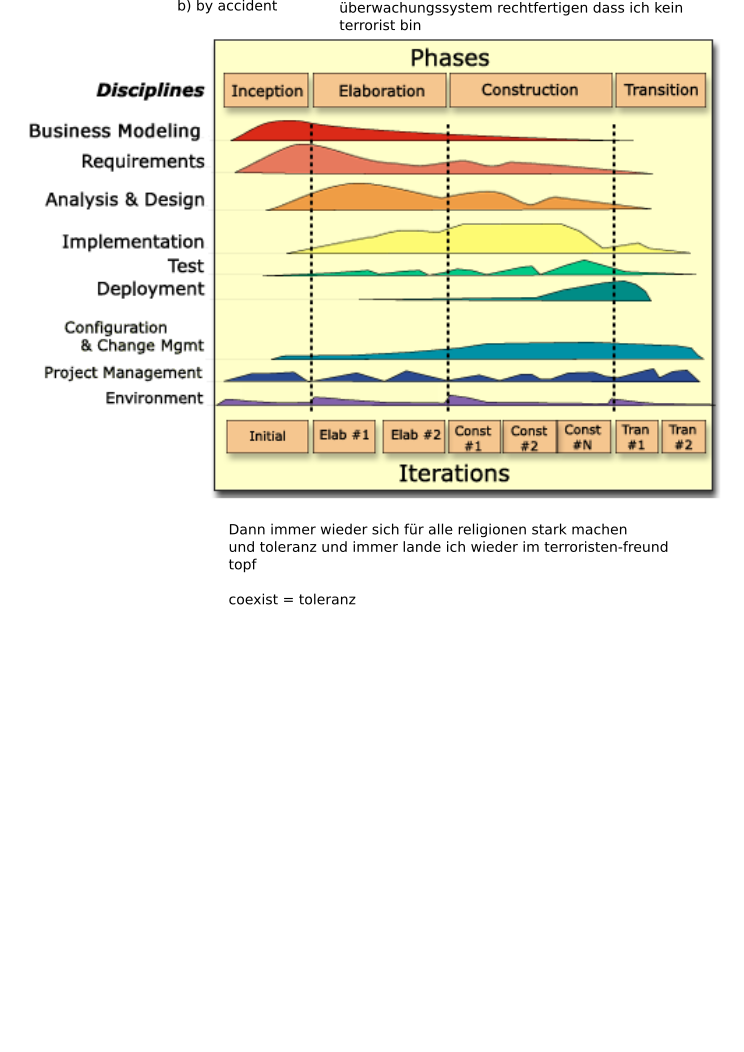 b) by accident
überwachungssystem rechtfertigen dass ich kein
terrorist bin
Phases
Disciplines
Inception
Elaboration
Construction
Transition
Business Modeling
Requirements
Analysis & Design
Implementation
Test
Deployment
Configuration
& Change Mgmt
Project Management
Environment
Initial
Elab #1
Elab #2
Const
#1
Const
#2
Const
#N
Tran
#1
Tran
#2
Iterations
Dann immer wieder sich für alle religionen stark machen
und toleranz und immer lande ich wieder im terroristen-freund
topf
coexist = toleranz